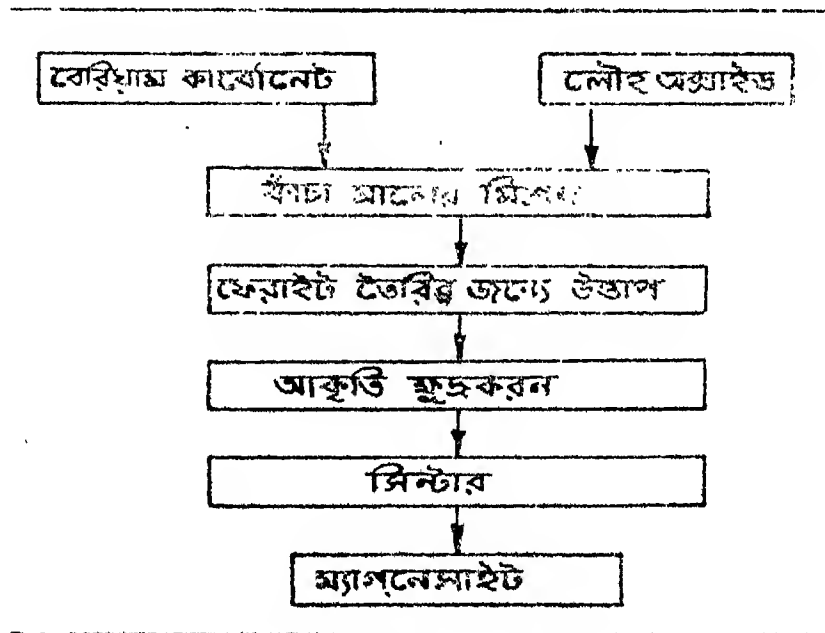 বেরিয়াম কার্বোনেট
লৌহ অক্সাইড
কাঁচা মালের মিশ্রণ
ফেরাইট তৈরির জন্যে উত্তাপ
আকৃতি ক্ষুদ্রকরন
সিন্টার
ম্যাগনেসাইট